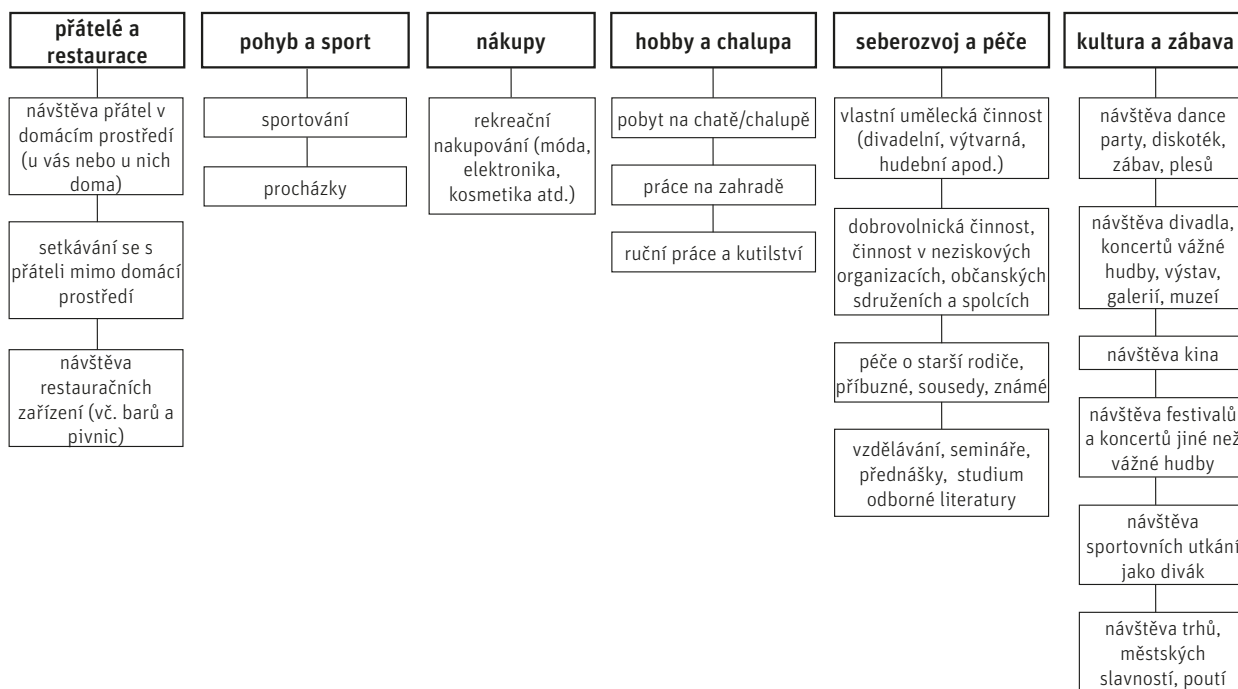 přátelé a
restaurace
návštěva přátel v
domácím prostředí
(u vás nebo u nich
doma)
setkávání se s
přáteli mimo domácí
prostředí
návštěva
restauračních
zařízení (vč. barů a
pivnic)
pohyb a sport
sportování
procházky
nákupy
rekreační
nakupování (móda,
elektronika,
kosmetika atd.)
hobby a chalupa
pobyt na chatě/chalupě
práce na zahradě
ruční práce a kutilství
seberozvoj a péče
vlastní umělecká činnost
(divadelní, výtvarná,
hudební apod.)
dobrovolnická činnost,
činnost v neziskových
organizacích, občanských
sdruženích a spolcích
péče o starší rodiče,
příbuzné, sousedy, známé
vzdělávání, semináře,
přednášky, studium
odborné literatury
kultura a zábava
návštěva dance
party, diskoték,
zábav, plesů
návštěva divadla,
koncertů vážné
hudby, výstav,
galerií, muzeí
návštěva kina
návštěva festivalů
a koncertů jiné než
vážné hudby
návštěva
sportovních utkání
jako divák
návštěva trhů,
městských
slavností, poutí